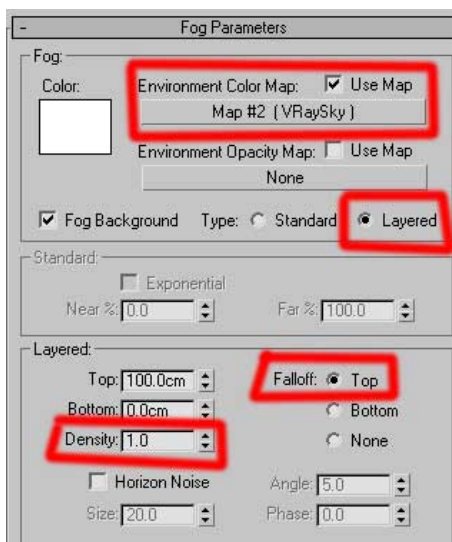 - Fog Parameters
Fog:
Color:
Environment Color Map: Use Map
Map #2 ( VRaySky )
Environment Opacity Map: Use Map
None
Fog Background Type: Standard Layered
Standard:
Exponential
Near %: 0.0 Far %: 100.0
Layered:
Top: 100.0cm Falloff: Top
Bottom: 0.0cm Bottom
Density: 1.0 None
Horizon Noise Angle: 5.0
Size: 20.0 Phase: 0.0